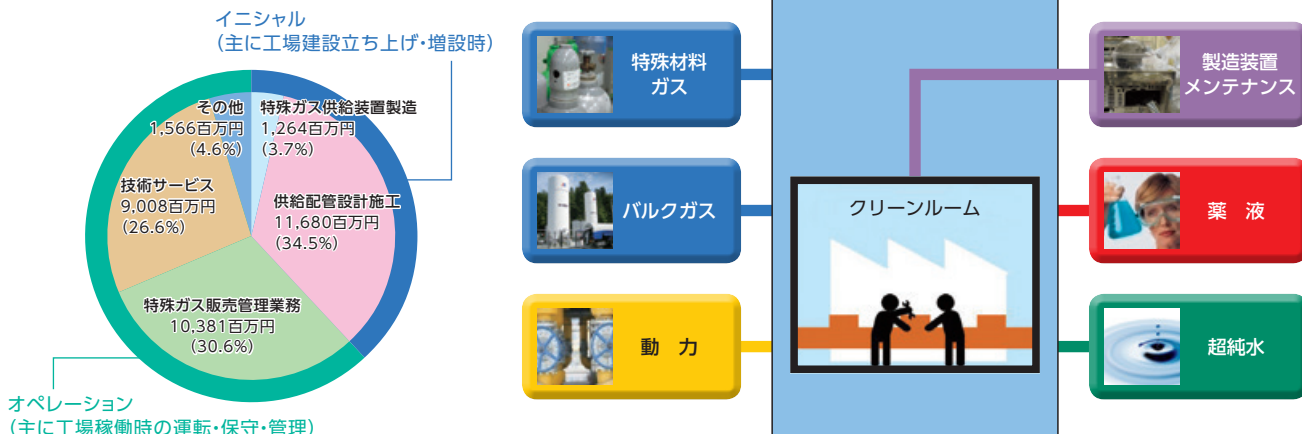 イニシャル
（主に工場建設立ち上げ・増設時）
その他
1,566百万円
（4.6%）
特殊ガス供給装置製造
1,264百万円
（3.7%）
技術サービス
9,008百万円
（26.6%）
供給配管設計施工
11,680百万円
（34.5%）
特殊ガス販売管理業務
10,381百万円
（30.6%）
オペレーション
（主に工場稼働時の運転・保守・管理）
特殊材料
ガス
バルクガス
動　力
クリーンルーム
製造装置
メンテナンス
薬　液
超純水